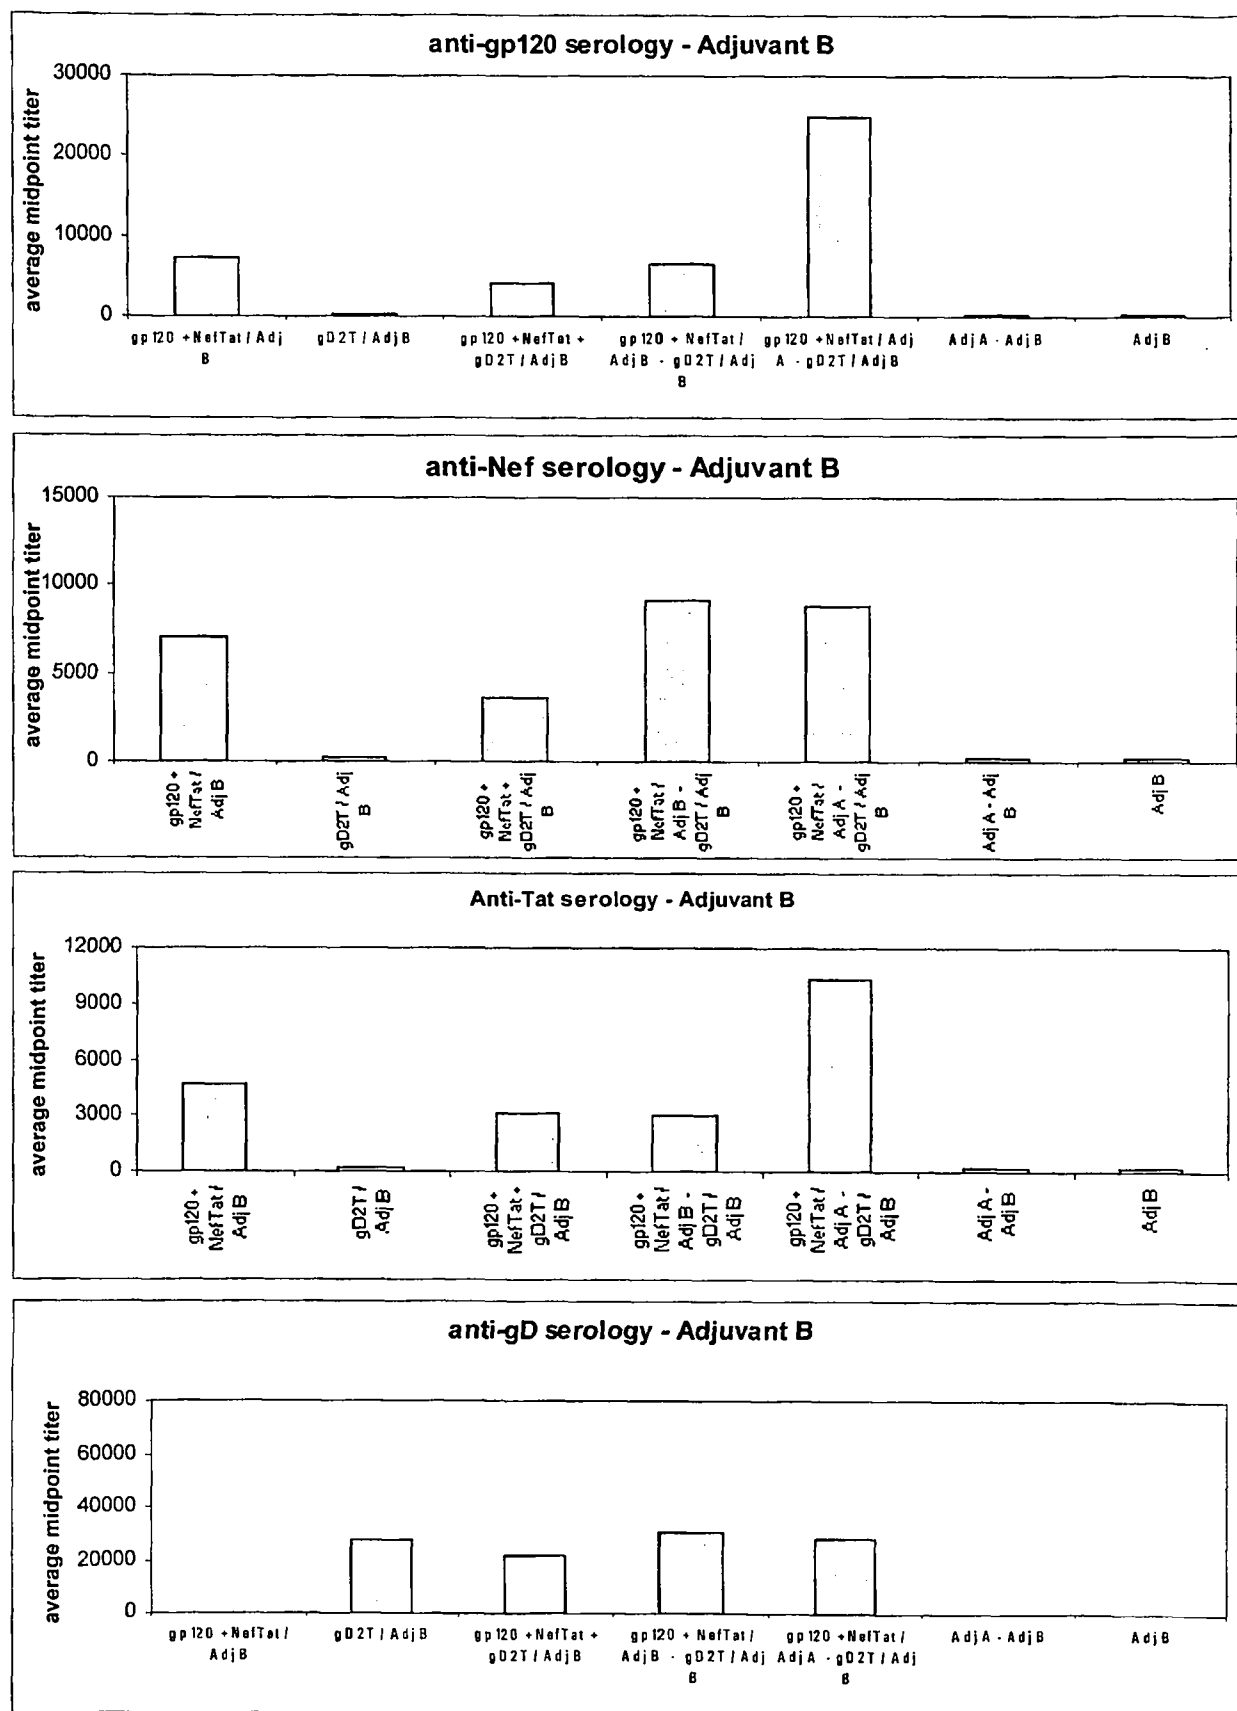 anti-gp120 serology - Adjuvant B
average midpoint titer
30000
20000
10000
0
gp120 +NefTat / Adj
B
gD2T / AdjB
gp120 +NefTat +
gD2T / AdjB
gp120 + NefTat /
AdjB - gD2T / Adj
B
gp120 +NefTat / Adj
A - gD2T / AdjB
AdjA - AdjB
AdjB
anti-Nef serology - Adjuvant B
average midpoint titer
15000
10000
5000
0
gp120 +
NefTat /
AdjB
gD2T / Adj
B
gp120 +
NefTat +
gD2T / Adj
B
gp120 +
NefTat /
AdjB -
gD2T / Adj
B
gp120 +
NefTat /
AdjA -
gD2T / Adj
B
AdjA - Adj
B
AdjB
Anti-Tat serology - Adjuvant B
average midpoint titer
12000
9000
6000
3000
0
gp120 +
NefTat /
AdjB
gD2T /
AdjB
gp120 +
NefTat +
gD2T /
AdjB
gp120 +
NefTat /
AdjB -
gD2T /
AdjB
gp120 +
NefTat /
AdjA -
gD2T /
AdjB
AdjA -
AdjB
AdjB
anti-gD serology - Adjuvant B
average midpoint titer
80000
60000
40000
20000
0
gp120 +NefTat /
AdjB
gD2T / AdjB
gp120 +NefTat +
gD2T / AdjB
gp120 + NefTat /
AdjB - gD2T / Adj
B
gp120 +NefTat /
AdjA - gD2T / Adj
B
AdjA - AdjB
AdjB